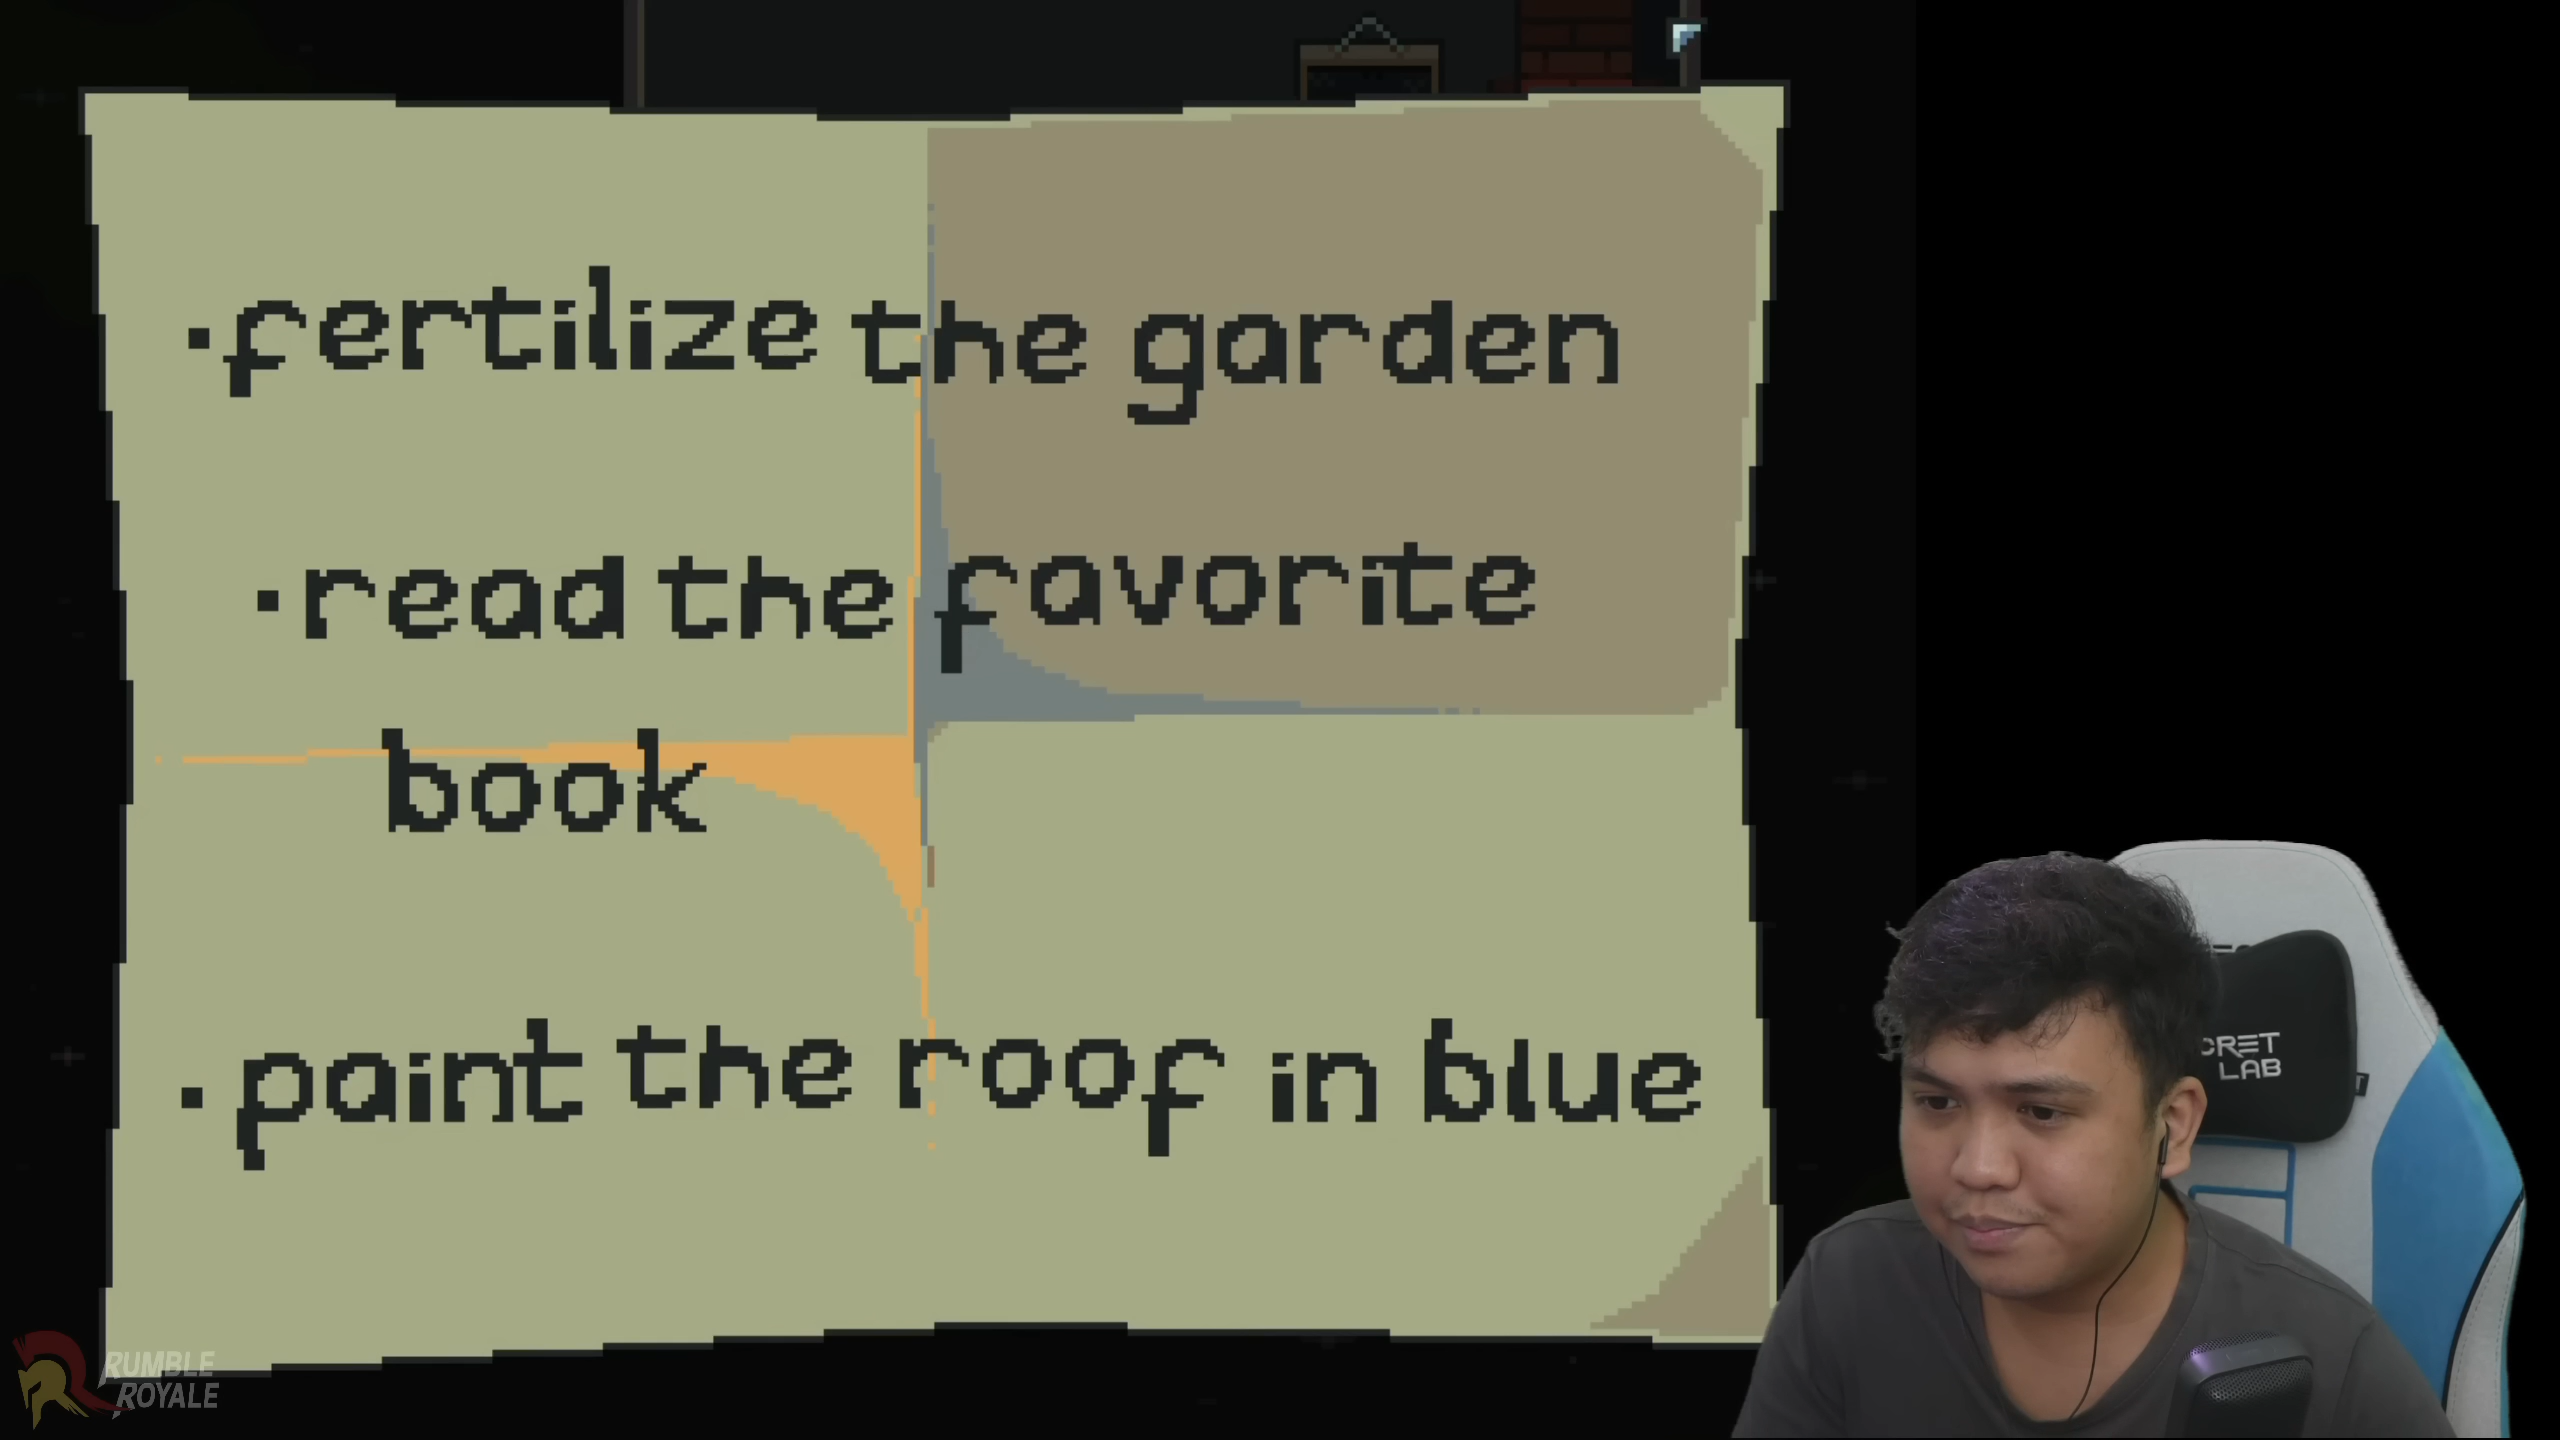 ·fertilize the garden
·read the favorite
book
·paint the roof in blue
CRET
LAB
RUMBLE
ROYALE